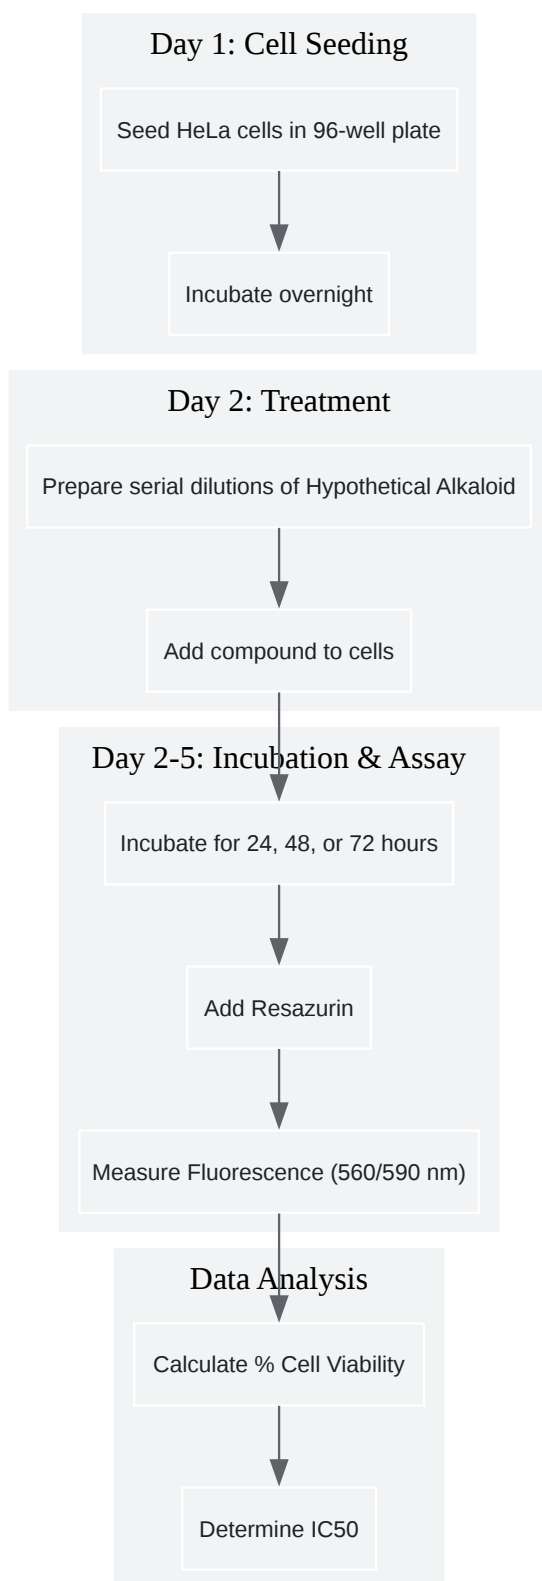 Day 1: Cell Seeding
Seed HeLa cells in 96-well plate
Incubate overnight
Day 2: Treatment
Prepare serial dilutions of Hypothetical Alkaloid
Add compound to cells
Day 2-5: Incubation & Assay
Incubate for 24, 48, or 72 hours
Add Resazurin
Measure Fluorescence (560/590 nm)
Data Analysis
Calculate % Cell Viability
Determine IC50